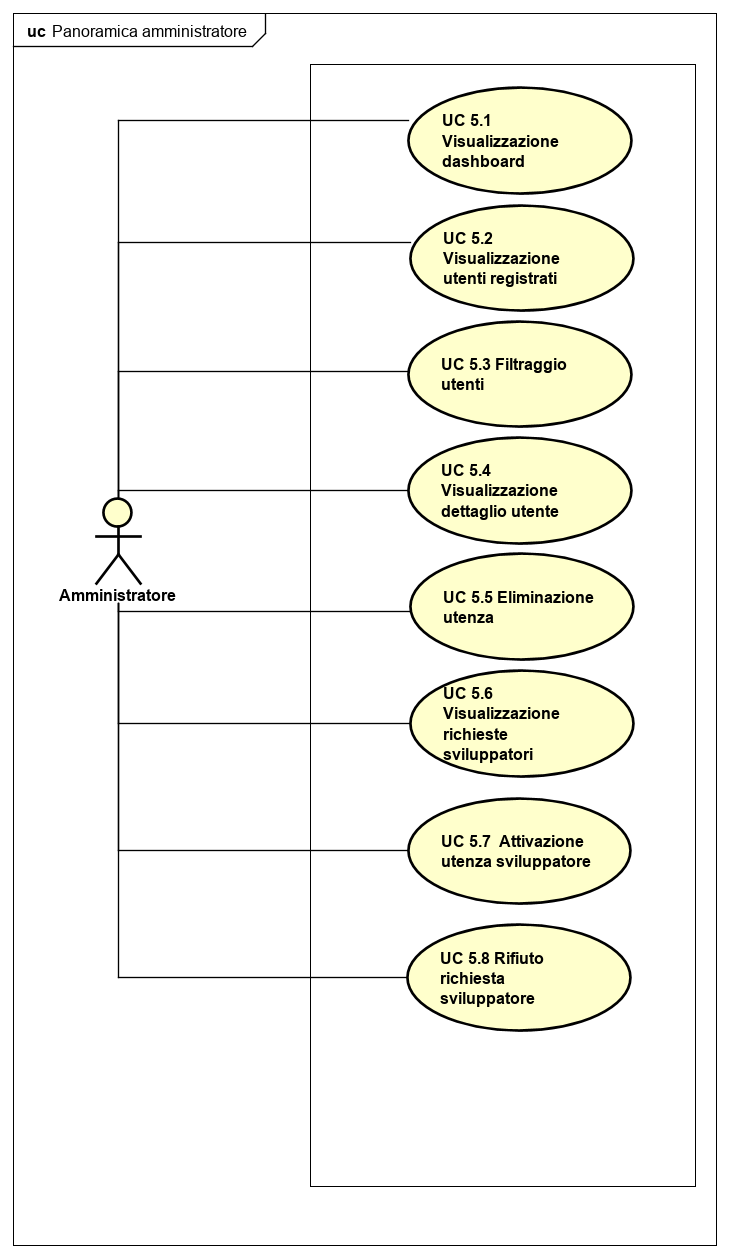 uc Panoramica amministratore
UC 5.1
Visualizzazione
dashboard
UC 5.2
Visualizzazione
utenti registrati
UC 5.3 Filtraggio
utenti
UC 5.4
Visualizzazione
dettaglio utente
Amministratore
UC 5.5 Eliminazione
utenza
UC 5.6
Visualizzazione
richieste
sviluppatori
UC 5.7  Attivazione
utenza sviluppatore
UC 5.8 Rifiuto
richiesta
sviluppatore